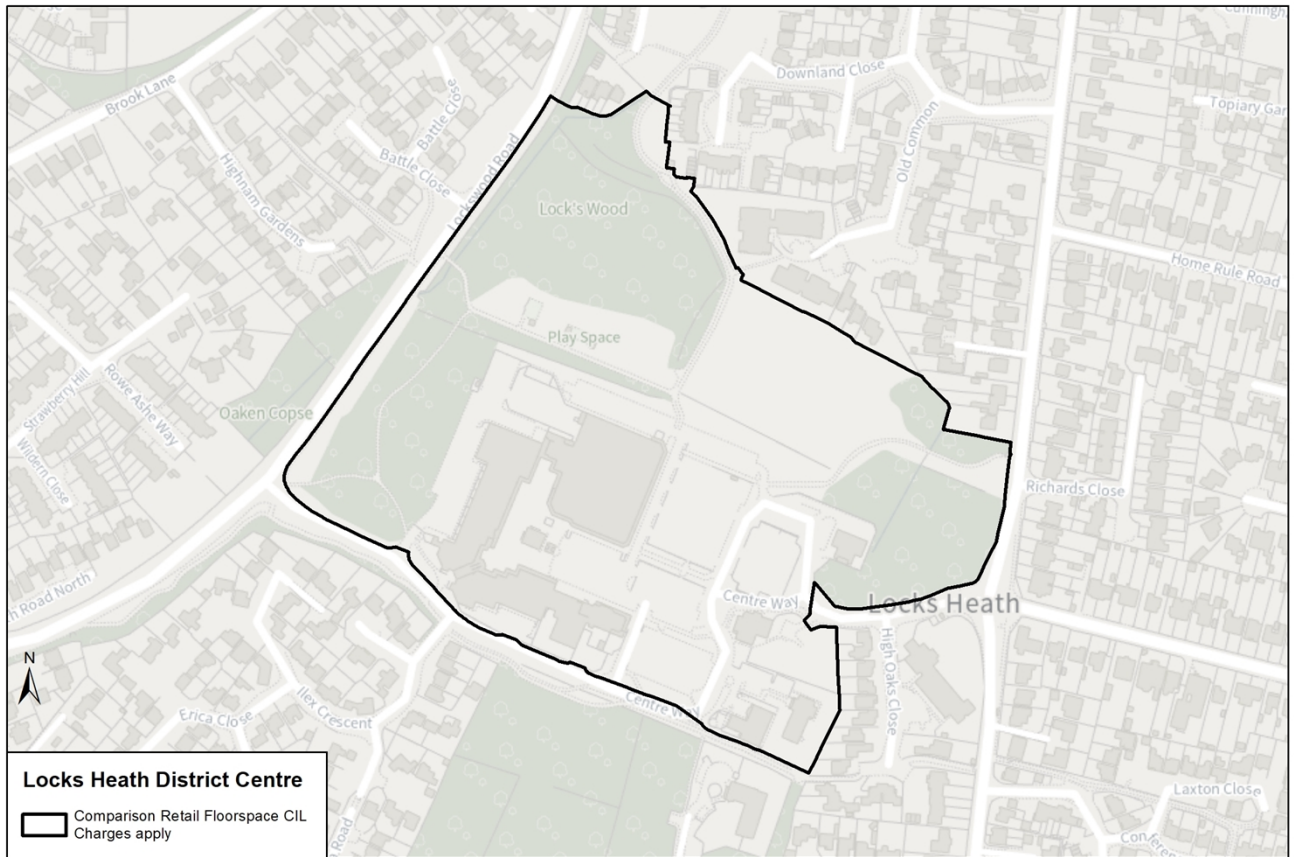 Cunningh
Downland Close
Brook Lane
Battle Close
Topiary Gar
Old Common
Battle Close
Highnam Gardens
Lockswood Road
Lock's Wood
Home Rule Road
Play Space
Strawberry Hill
Rowe Ashe Way
Oaken Copse
Wildern Close
Richards Close
h Road North
Centre Way
Locks Heath
N
High Oaks Close
Centre Way
Erica Close
Ilex Crescent
Locks Heath District Centre
Comparison Retail Floorspace CIL
Charges apply
Road
Laxton Close
Conferen